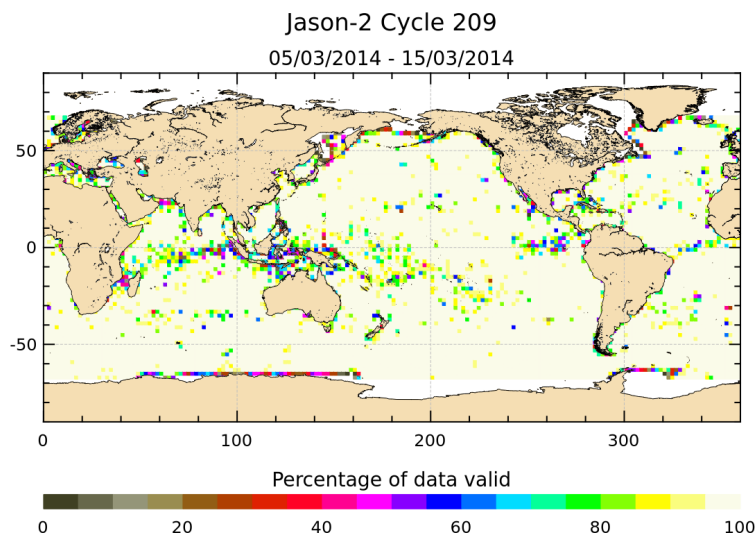 Jason-2 Cycle 209
05/03/2014 - 15/03/2014
50
0
-50
0 100 200 300
Percentage of data valid
0 20 40 60 80 100